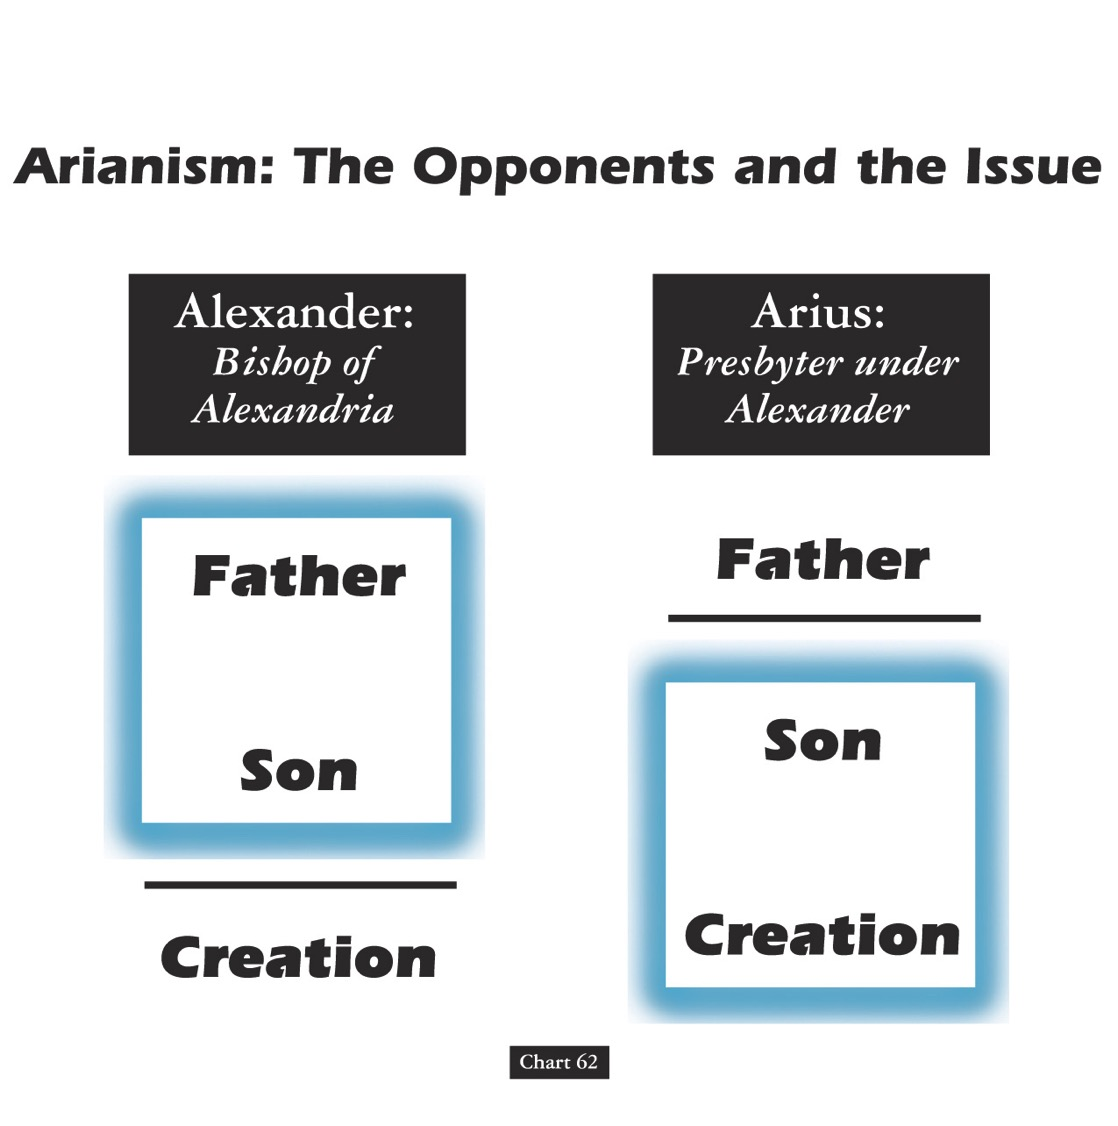 Arianism: The Opponents and the Issue
Alexander:
Bishop of
Alexandria
Father
Son
Creation
Arius:
Presbyter under
Alexander
Father
Son
Creation
Chart 62